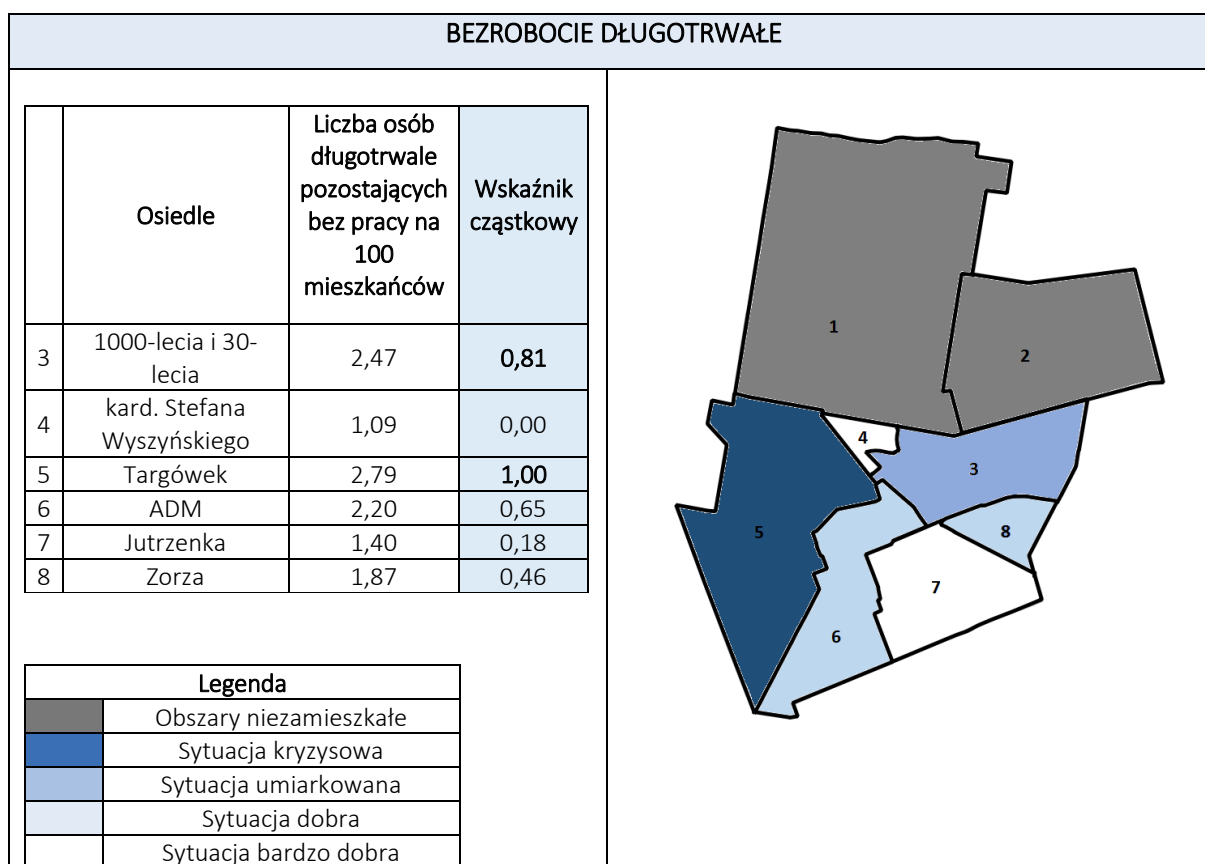 BEZROBOCIE DŁUGOTRWAŁE
Osiedle
Liczba osób
długotrwale
pozostających
bez pracy na
100
mieszkańców
Wskaźnik
cząstkowy
3 1000-lecia i 30-
lecia 2,47 0,81
4 kard. Stefana
Wyszyńskiego 1,09 0,00
5 Targówek 2,79 1,00
6 ADM 2,20 0,65
7 Jutrzenka 1,40 0,18
8 Zorza 1,87 0,46
Legenda
Obszary niezamieszkałe
Sytuacja kryzysowa
Sytuacja umiarkowana
Sytuacja dobra
Sytuacja bardzo dobra
1
2
4
3
5
8
7
6